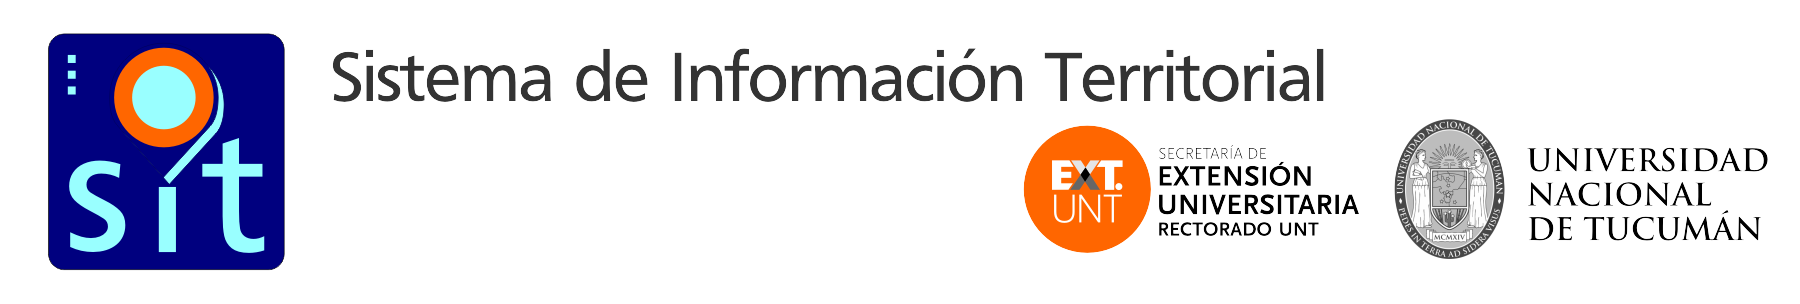 sit
Sistema de Información Territorial
EXT.
UNT
SECRETARÍA DE
EXTENSIÓN
UNIVERSITARIA
RECTORADO UNT
UNIVERSIDAD NACIONAL DE TUCUMAN
PEDES IN TERRA AD SIDERA VISUS
MCMXIV
UNIVERSIDAD
NACIONAL
DE TUCUMÁN